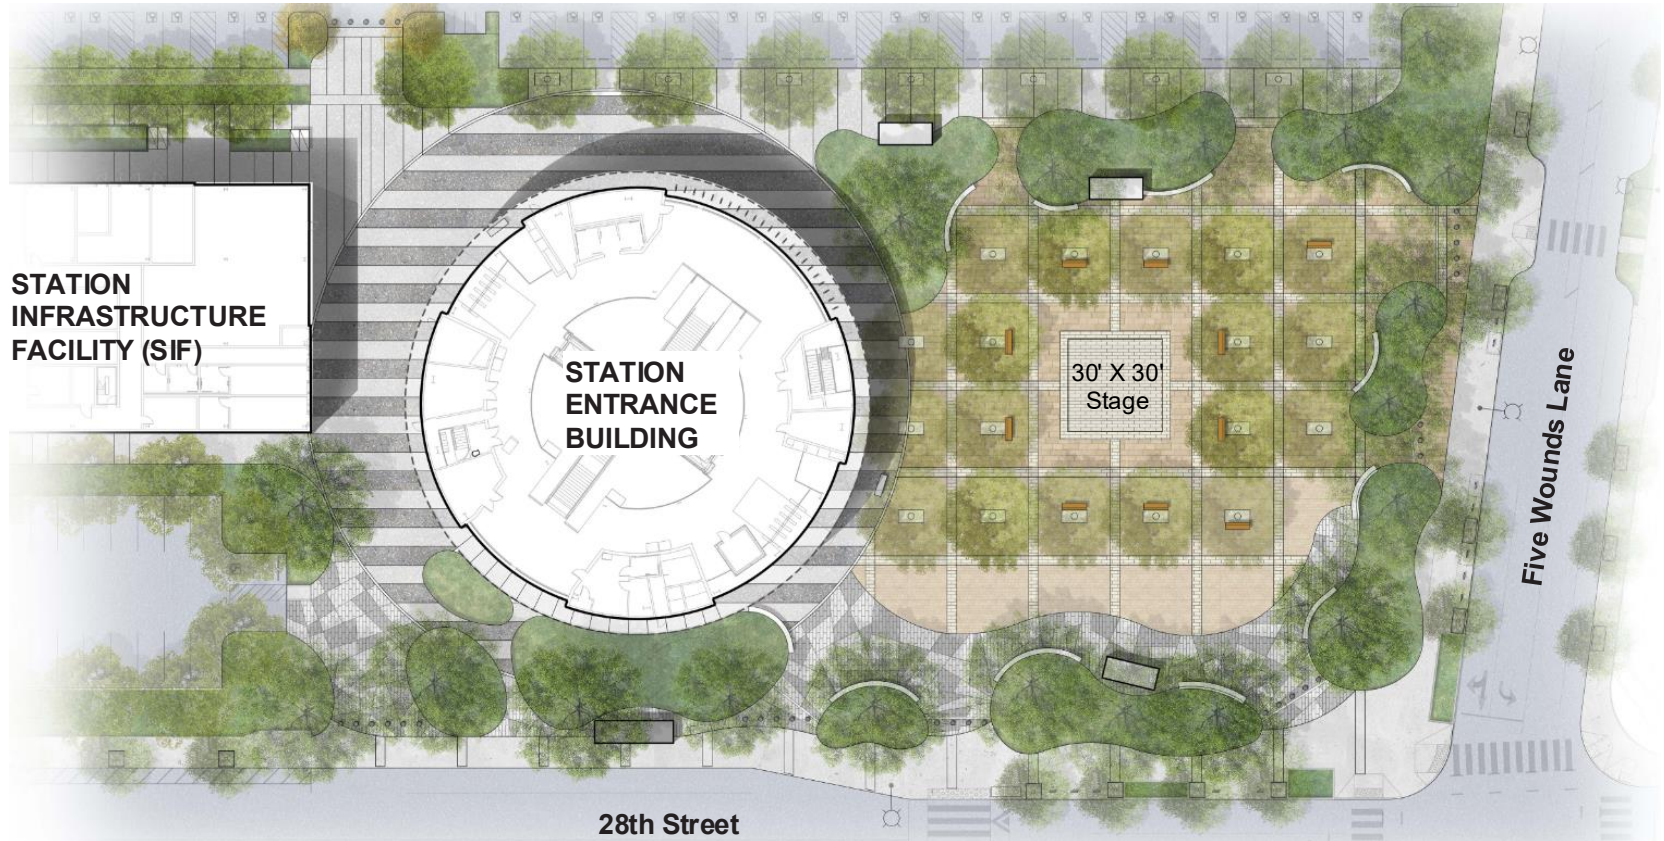 STATION
INFRASTRUCTURE
FACILITY (SIF)
STATION
ENTRANCE
BUILDING
30' X 30'
Stage
Five Wounds Lane
28th Street